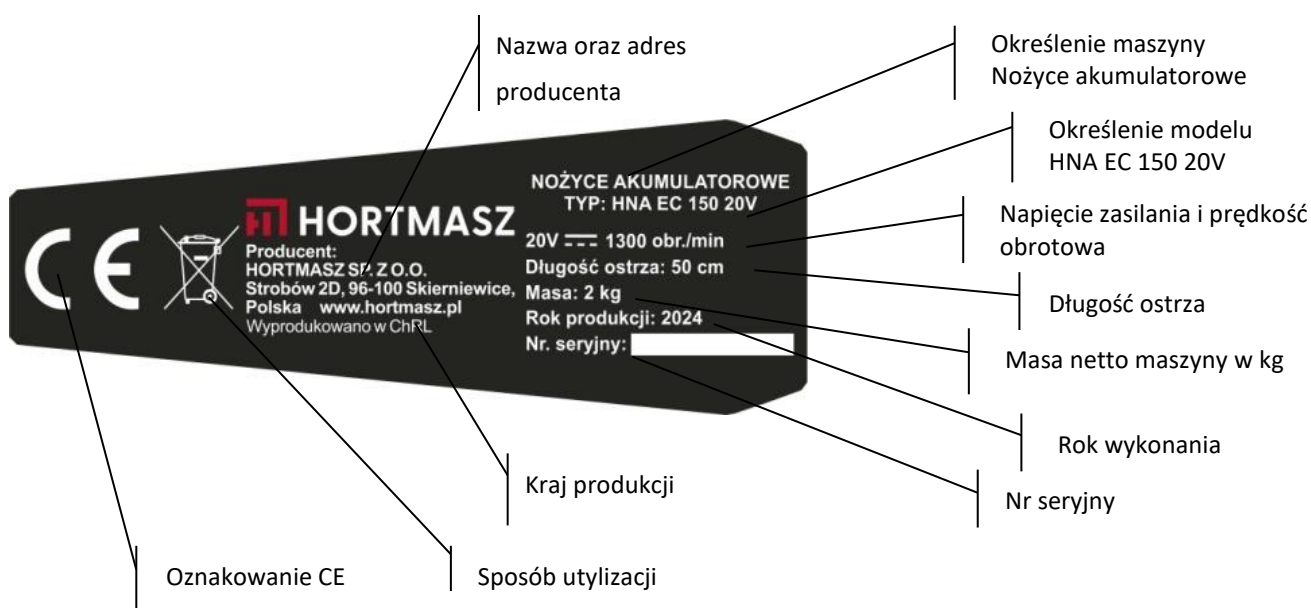 Nazwa oraz adres
producenta
Określenie maszyny
Nożyce akumulatorowe
Określenie modelu
HNA EC 150 20V
Napięcie zasilania i prędkość
obrotowa
Długość ostrza
Masa netto maszyny w kg
Rok wykonania
Nr seryjny
CE
HORTMASZ
Producent:
HORTMASZ SP. Z O.O.
Strobów 2D, 96-100 Skierniewice,
Polska www.hortmasz.pl
Wyprodukowano w ChRL
NOŻYCE AKUMULATOROWE
TYP: HNA EC 150 20V
20V 1300 obr./min
Długość ostrza: 50 cm
Masa: 2 kg
Rok produkcji: 2024
Nr. seryjny:
Kraj produkcji
Oznakowanie CE
Sposób utylizacji